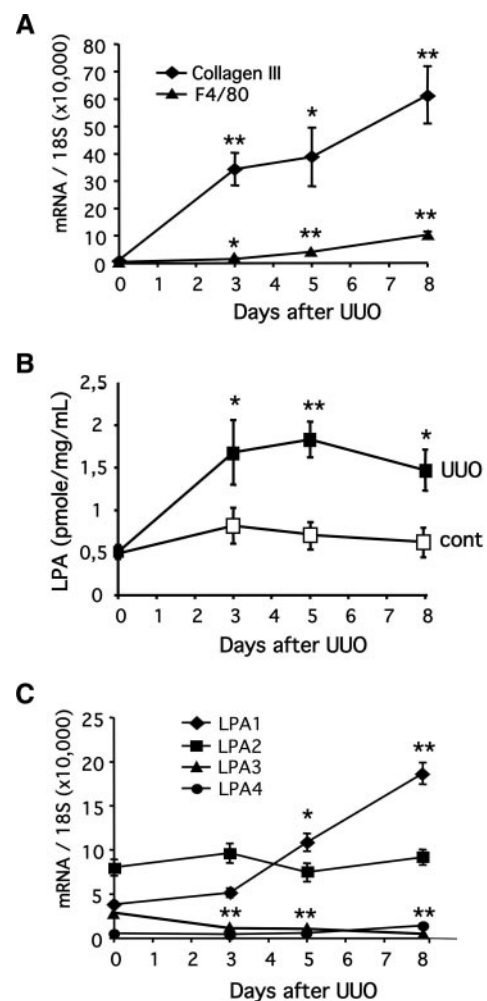 A
mRNA / 18S (x10,000)
80
70
60
50
40
30
20
10
0
Collagen III
F4/80
**
*
**
*
**
**
0 1 2 3 4 5 6 7 8
Days after UUO
B
LPA (pmole/mg/mL)
2,5
2
1,5
1
0,5
0
*
**
*
UUO
cont
0 1 2 3 4 5 6 7 8
Days after UUO
C
mRNA / 18S (x10,000)
25
20
15
10
5
0
LPA1
LPA2
LPA3
LPA4
**
*
**
**
**
0 1 2 3 4 5 6 7 8
Days after UUO